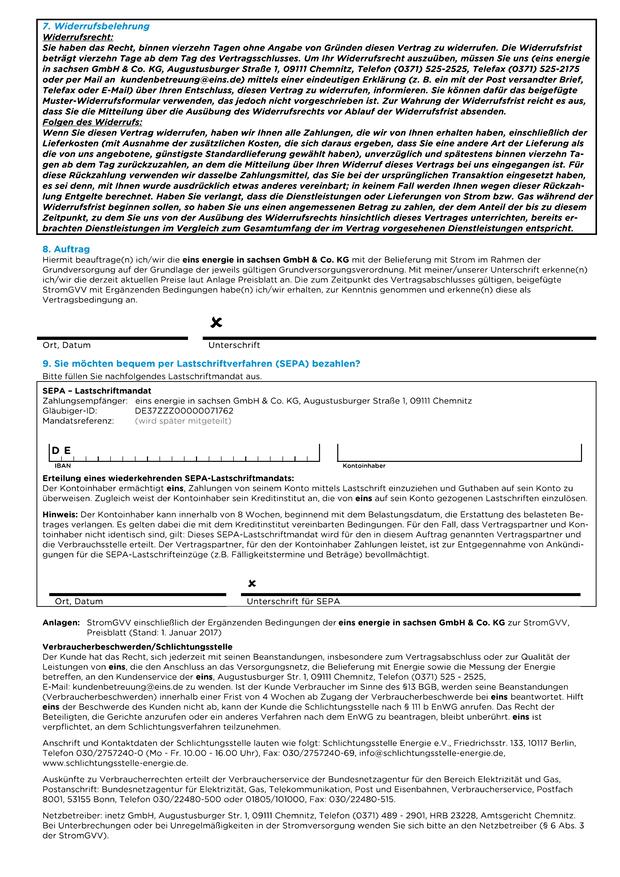 7. Widerrufsbelehrung
Widerrufsrecht:
Sie haben das Recht, binnen vierzehn Tagen ohne Angabe von Gründen diesen Vertrag zu widerrufen. Die Widerrufsfrist
beträgt vierzehn Tage ab dem Tag des Vertragsschlusses. Um Ihr Widerrufsrecht auszuüben, müssen Sie uns (eins energie
in sachsen GmbH & Co. KG, Augustusburger Straße 1, 09111 Chemnitz, Telefon (0371) 525-2525, Telefax (0371) 525-2175
oder per Mail an kundenbetreuung@eins.de) mittels einer eindeutigen Erklärung (z. B. ein mit der Post versandter Brief,
Telefax oder E-Mail) über Ihren Entschluss, diesen Vertrag zu widerrufen, informieren. Sie können dafür das beigefügte
Muster-Widerrufsformular verwenden, das jedoch nicht vorgeschrieben ist. Zur Wahrung der Widerrufsfrist reicht es aus,
dass Sie die Mitteilung über die Ausübung des Widerrufsrechts vor Ablauf der Widerrufsfrist absenden.
Folgen des Widerrufs:
Wenn Sie diesen Vertrag widerrufen, haben wir Ihnen alle Zahlungen, die wir von Ihnen erhalten haben, einschließlich der
Lieferkosten (mit Ausnahme der zusätzlichen Kosten, die sich daraus ergeben, dass Sie eine andere Art der Lieferung als
die von uns angebotene, günstigste Standardlieferung gewählt haben), unverzüglich und spätestens binnen vierzehn Ta-
gen ab dem Tag zurückzuzahlen, an dem die Mitteilung über Ihren Widerruf dieses Vertrags bei uns eingegangen ist. Für
diese Rückzahlung verwenden wir dasselbe Zahlungsmittel, das Sie bei der ursprünglichen Transaktion eingesetzt haben,
es sei denn, mit Ihnen wurde ausdrücklich etwas anderes vereinbart; in keinem Fall werden Ihnen wegen dieser Rückzah-
lung Entgelte berechnet. Haben Sie verlangt, dass die Dienstleistungen oder Lieferungen von Strom bzw. Gas während der
Widerrufsfrist beginnen sollen, so haben Sie uns einen angemessenen Betrag zu zahlen, der dem Anteil der bis zu diesem
Zeitpunkt, zu dem Sie uns von der Ausübung des Widerrufsrechts hinsichtlich dieses Vertrages unterrichten, bereits er-
brachten Dienstleistungen im Vergleich zum Gesamtumfang der im Vertrag vorgesehenen Dienstleistungen entspricht.
8. Auftrag
Hiermit beauftrage(n) ich/wir die eins energie in sachsen GmbH & Co. KG mit der Belieferung mit Strom im Rahmen der
Grundversorgung auf der Grundlage der jeweils gültigen Grundversorgungsverordnung. Mit meiner/unserer Unterschrift erkenne(n)
ich/wir die derzeit aktuellen Preise laut Anlage Preisblatt an. Die zum Zeitpunkt des Vertragsabschlusses gültigen, beigefügte
StromGVV mit Ergänzenden Bedingungen habe(n) ich/wir erhalten, zur Kenntnis genommen und erkenne(n) diese als
Vertragsbedingung an.
x
Ort, Datum Unterschrift
9. Sie möchten bequem per Lastschriftverfahren (SEPA) bezahlen?
Bitte füllen Sie nachfolgendes Lastschriftmandat aus.
SEPA – Lastschriftmandat
Zahlungsempfänger: eins energie in sachsen GmbH & Co. KG, Augustusburger Straße 1, 09111 Chemnitz
Gläubiger-ID: DE37ZZZ00000071762
Mandatsreferenz: (wird später mitgeteilt)
D E
IBAN Kontoinhaber
Erteilung eines wiederkehrenden SEPA-Lastschriftmandats:
Der Kontoinhaber ermächtigt eins, Zahlungen von seinem Konto mittels Lastschrift einzuziehen und Guthaben auf sein Konto zu
überweisen. Zugleich weist der Kontoinhaber sein Kreditinstitut an, die von eins auf sein Konto gezogenen Lastschriften einzulösen.
Hinweis: Der Kontoinhaber kann innerhalb von 8 Wochen, beginnend mit dem Belastungsdatum, die Erstattung des belasteten Be-
trages verlangen. Es gelten dabei die mit dem Kreditinstitut vereinbarten Bedingungen. Für den Fall, dass Vertragspartner und Kon-
toinhaber nicht identisch sind, gilt: Dieses SEPA-Lastschriftmandat wird für den in diesem Auftrag genannten Vertragspartner und
die Verbrauchsstelle erteilt. Der Vertragspartner, für den der Kontoinhaber Zahlungen leistet, ist zur Entgegennahme von Ankündi-
gungen für die SEPA-Lastschrifteinzüge (z.B. Fälligkeitstermine und Beträge) bevollmächtigt.
x
Ort, Datum Unterschrift für SEPA
Anlagen: StromGVV einschließlich der Ergänzenden Bedingungen der eins energie in sachsen GmbH & Co. KG zur StromGVV,
Preisblatt (Stand: 1. Januar 2017)
Verbraucherbeschwerden/Schlichtungsstelle
Der Kunde hat das Recht, sich jederzeit mit seinen Beanstandungen, insbesondere zum Vertragsabschluss oder zur Qualität der
Leistungen von eins, die den Anschluss an das Versorgungsnetz, die Belieferung mit Energie sowie die Messung der Energie
betreffen, an den Kundenservice der eins, Augustusburger Str. 1, 09111 Chemnitz, Telefon (0371) 525 - 2525,
E-Mail: kundenbetreuung@eins.de zu wenden. Ist der Kunde Verbraucher im Sinne des §13 BGB, werden seine Beanstandungen
(Verbraucherbeschwerden) innerhalb einer Frist von 4 Wochen ab Zugang der Verbraucherbeschwerde bei eins beantwortet. Hilft
eins der Beschwerde des Kunden nicht ab, kann der Kunde die Schlichtungsstelle nach § 111 b EnWG anrufen. Das Recht der
Beteiligten, die Gerichte anzurufen oder ein anderes Verfahren nach dem EnWG zu beantragen, bleibt unberührt. eins ist
verpflichtet, an dem Schlichtungsverfahren teilzunehmen.
Anschrift und Kontaktdaten der Schlichtungsstelle lauten wie folgt: Schlichtungsstelle Energie e.V., Friedrichsstr. 133, 10117 Berlin,
Telefon 030/2757240-0 (Mo - Fr. 10.00 - 16.00 Uhr), Fax: 030/2757240-69, info@schlichtungsstelle-energie.de,
www.schlichtungsstelle-energie.de.
Auskünfte zu Verbraucherrechten erteilt der Verbraucherservice der Bundesnetzagentur für den Bereich Elektrizität und Gas,
Postanschrift: Bundesnetzagentur für Elektrizität, Gas, Telekommunikation, Post und Eisenbahnen, Verbraucherservice, Postfach
8001, 53155 Bonn, Telefon 030/22480-500 oder 01805/101000, Fax: 030/22480-515.
Netzbetreiber: inetz GmbH, Augustusburger Str. 1, 09111 Chemnitz, Telefon (0371) 489 - 2901, HRB 23228, Amtsgericht Chemnitz.
Bei Unterbrechungen oder bei Unregelmäßigkeiten in der Stromversorgung wenden Sie sich bitte an den Netzbetreiber (§ 6 Abs. 3
der StromGVV).